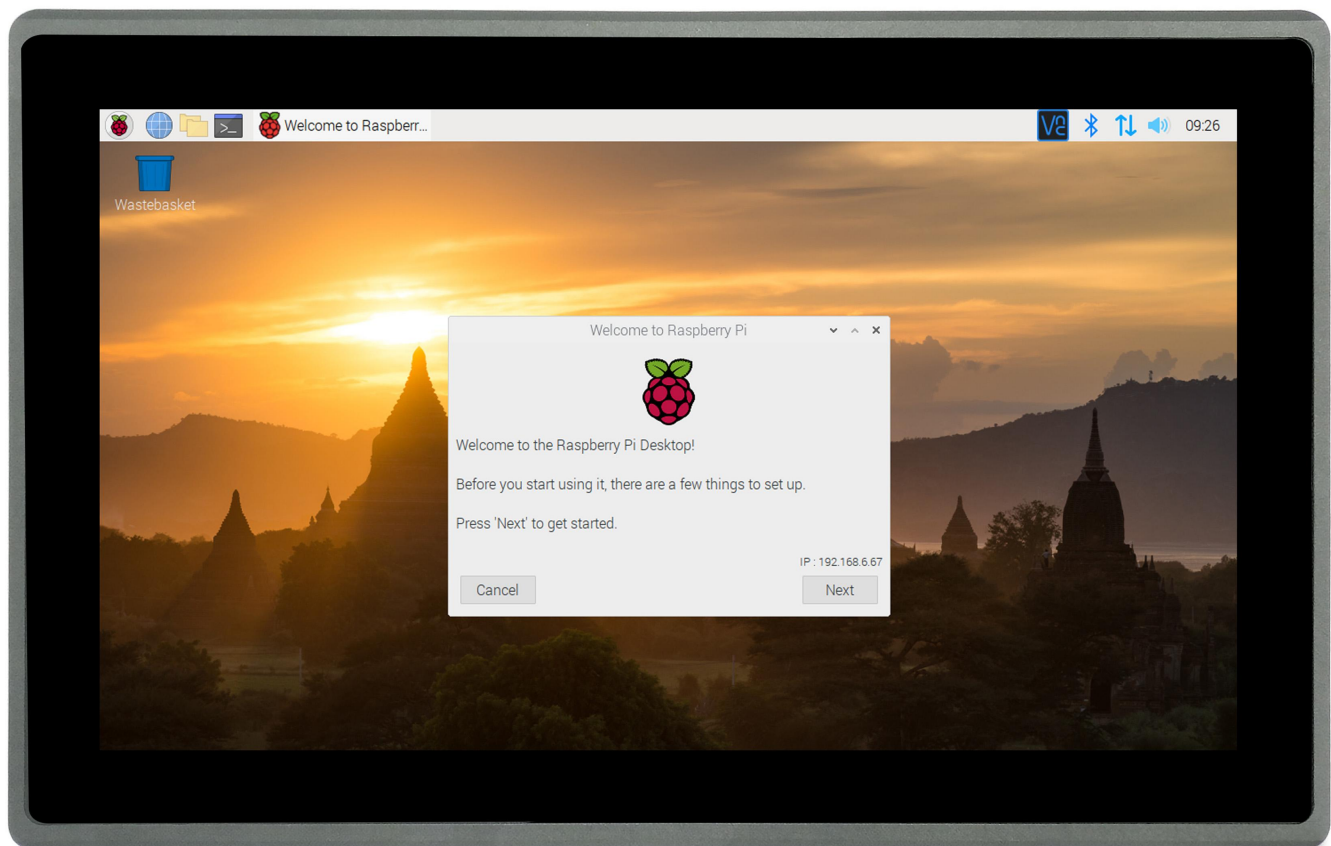 Welcome to Raspberr...
V2
09:26
Wastebasket
Welcome to Raspberry Pi
Welcome to the Raspberry Pi Desktop!
Before you start using it, there are a few things to set up.
Press 'Next' to get started.
IP : 192.168.6.67
Cancel
Next